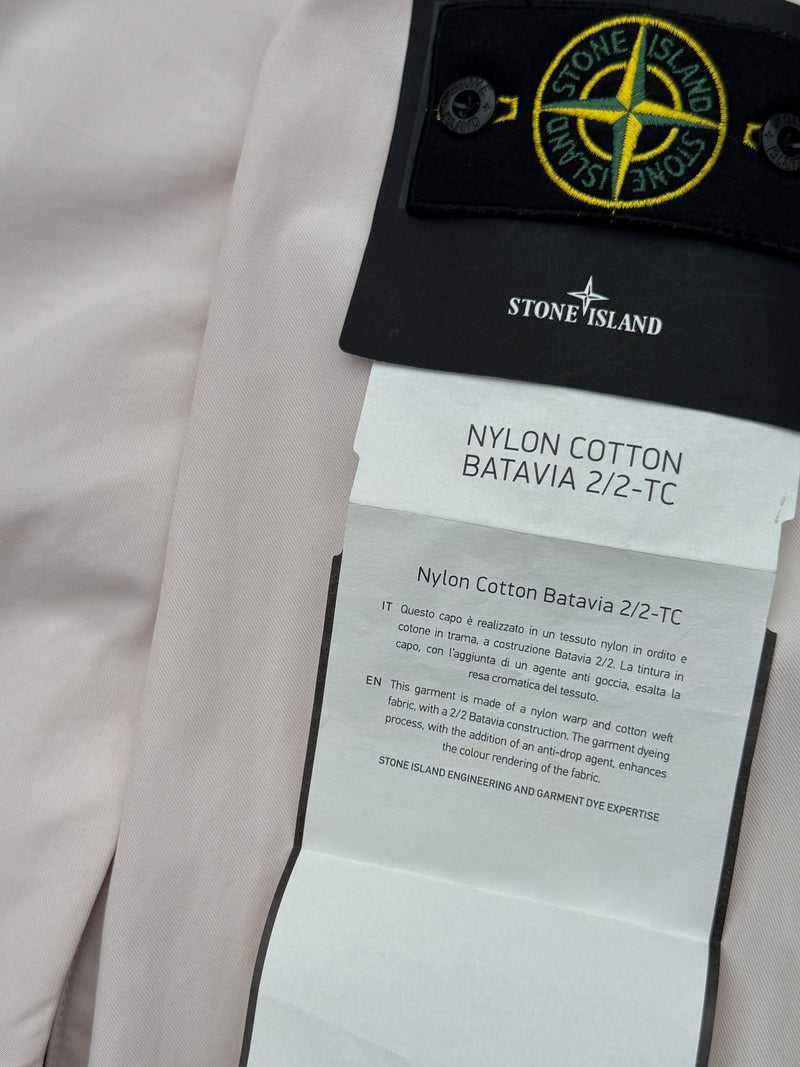 STONE ISLAND
STONE ISLAND
STONE ISLAND
NYLON COTTON
BATAVIA 2/2-TC
Nylon Cotton Batavia 2/2-TC
IT Questo capo è realizzato in un tessuto nylon in ordito e
cotone in trama, a costruzione Batavia 2/2. La tintura in
capo, con l'aggiunta di un agente anti goccia, esalta la
resa cromatica del tessuto.
EN This garment is made of a nylon warp and cotton weft
fabric, with a 2/2 Batavia construction. The garment dyeing
process, with the addition of an anti-drop agent, enhances
the colour rendering of the fabric.
STONE ISLAND ENGINEERING AND GARMENT DYE EXPERTISE